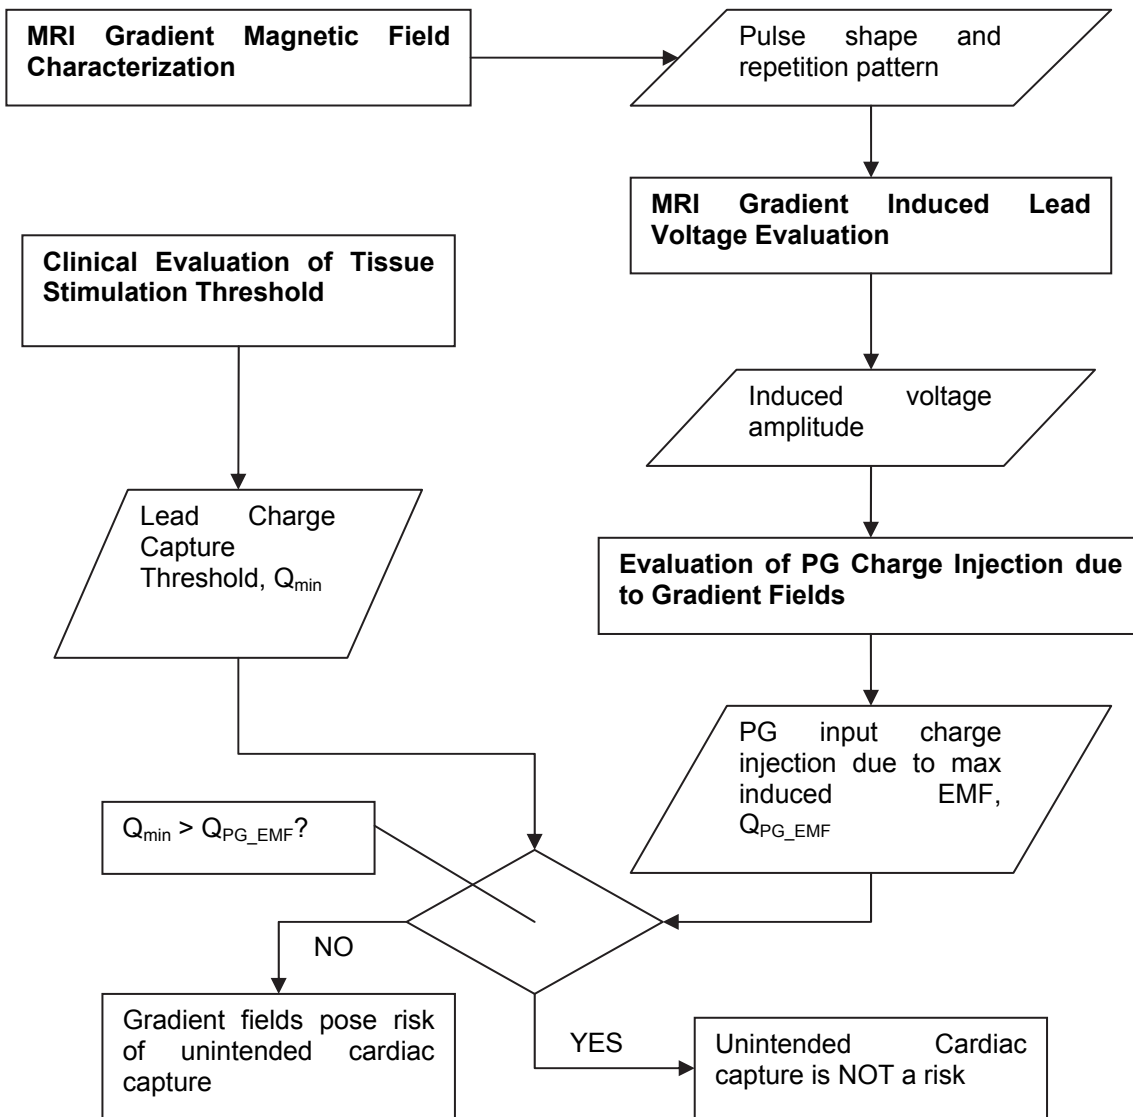 MRI Gradient Magnetic Field
Characterization
Pulse shape and
repetition pattern
MRI Gradient Induced Lead
Voltage Evaluation
Clinical Evaluation of Tissue
Stimulation Threshold
Induced voltage
amplitude
Lead Charge
Capture
Threshold, Qmin
Evaluation of PG Charge Injection due
to Gradient Fields
PG input charge
injection due to max
induced EMF,
QPG_EMF
Qmin > QPG_EMF?
NO
YES
Gradient fields pose risk
of unintended cardiac
capture
Unintended Cardiac
capture is NOT a risk